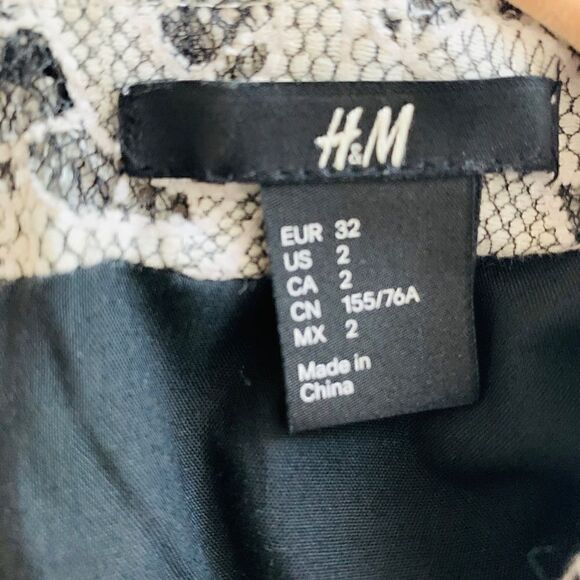 H&M
EUR 32
US 2
CA 2
CN 155/76A
MX 2
Made in
China